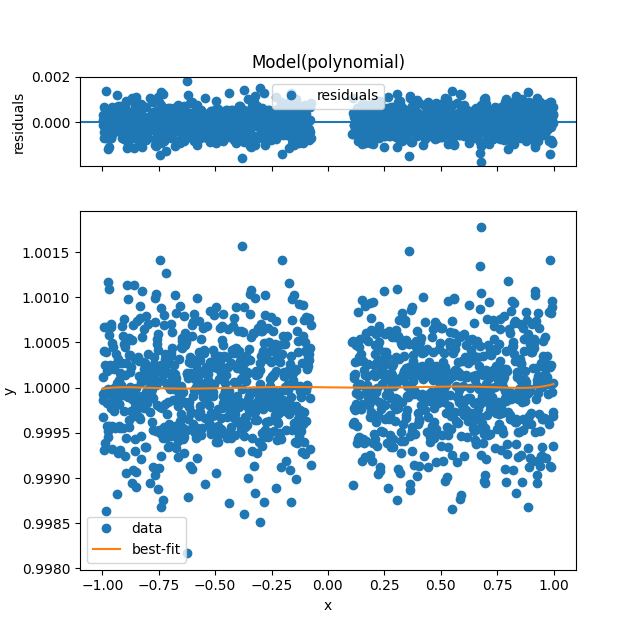 Model(polynomial)
0.002
0.000
residuals
residuals
1.0015
1.0010
1.0005
1.0000
0.9995
0.9990
0.9985
0.9980
y
data
best-fit
−1.00 −0.75 −0.50 −0.25 0.00 0.25 0.50 0.75 1.00
x